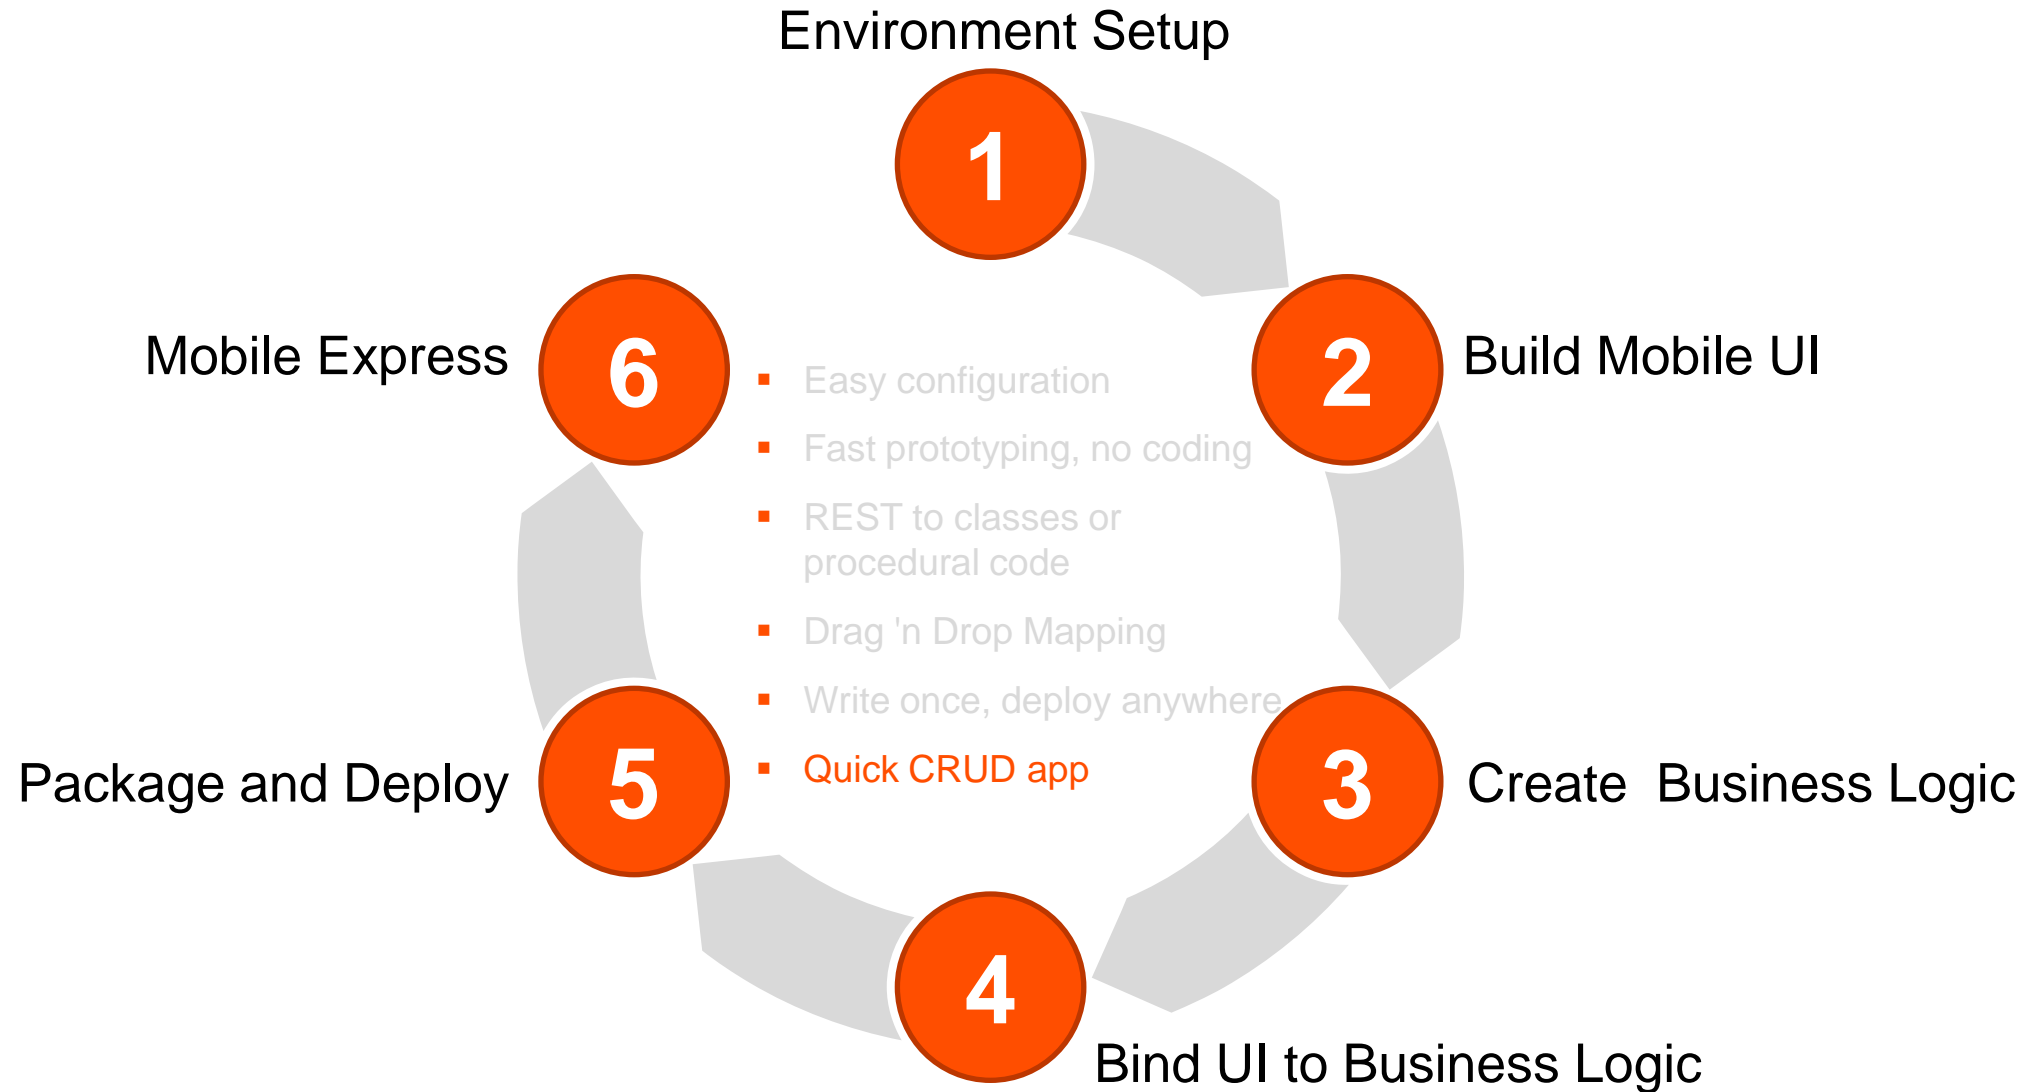 Environment Setup
1
2
Build Mobile UI
3
Create  Business Logic
4
Bind UI to Business Logic
5
Package and Deploy
6
Mobile Express
▪ Easy configuration
▪ Fast prototyping, no coding
▪ REST to classes or
procedural code
▪ Drag 'n Drop Mapping
▪ Write once, deploy anywhere
▪ Quick CRUD app